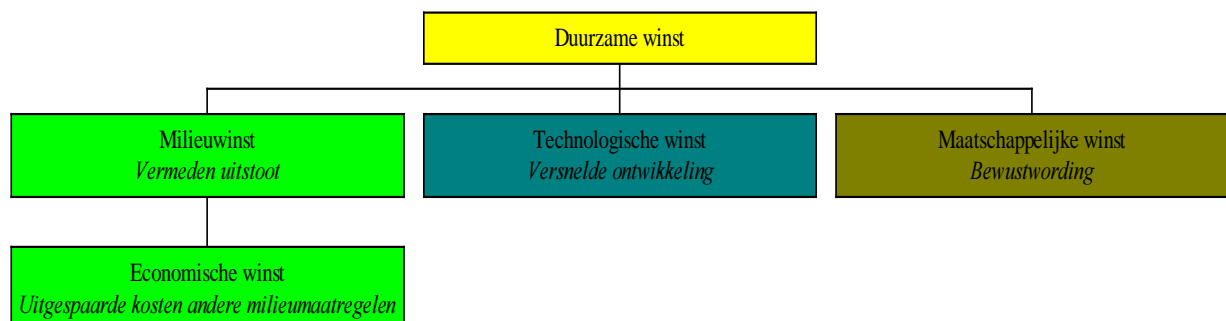 Duurzame winst
Milieuwinst
Vermeden uitstoot
Technologische winst
Versnelde ontwikkeling
Maatschappelijke winst
Bewustwording
Economische winst
Uitgespaarde kosten andere milieumaatregelen